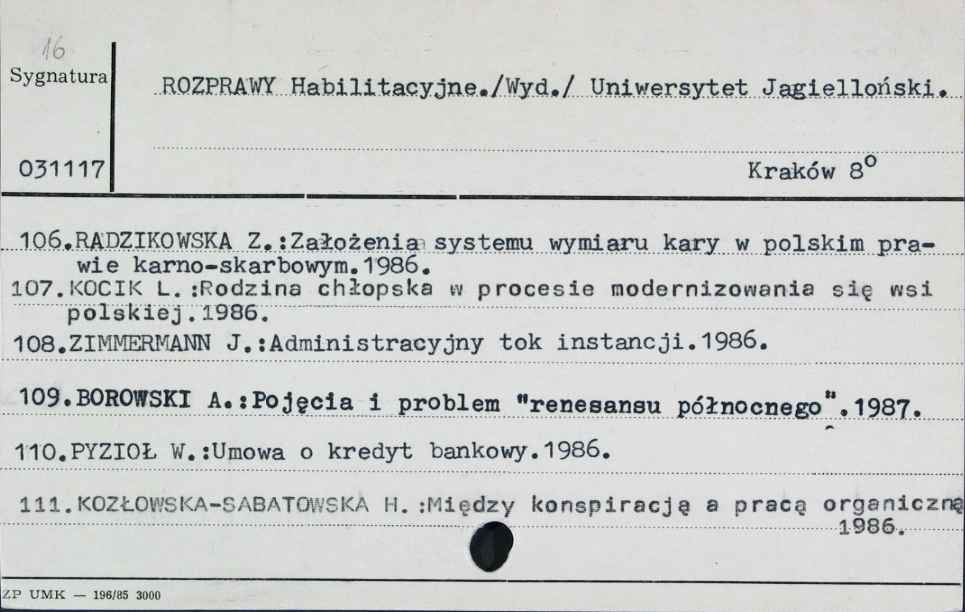 16
Sygnatura
ROZPRAWY Habilitacyjne./Wyd./ Uniwersytet Jagielloński.
031117
Kraków 8o
106.RADZIKOWSKA Z.:Założenia systemu wymiaru kary w polskim pra-
wie karno-skarbowym.1986.
107.KOCIK L.:Rodzina chłopska w procesie modernizowania się wsi
polskiej.1986.
108.ZIMMERMANN J.:Administracyjny tok instancji.1986.
109.BOROWSKI A.:Pojęcia i problem "renesansu północnego".1987.
110.PYZIOŁ W.:Umowa o kredyt bankowy.1986.
111.KOZŁOWSKA-SABATOWSKA H.:Między konspiracją a pracą organiczną
1986.
ZP UMK — 196/85 3000